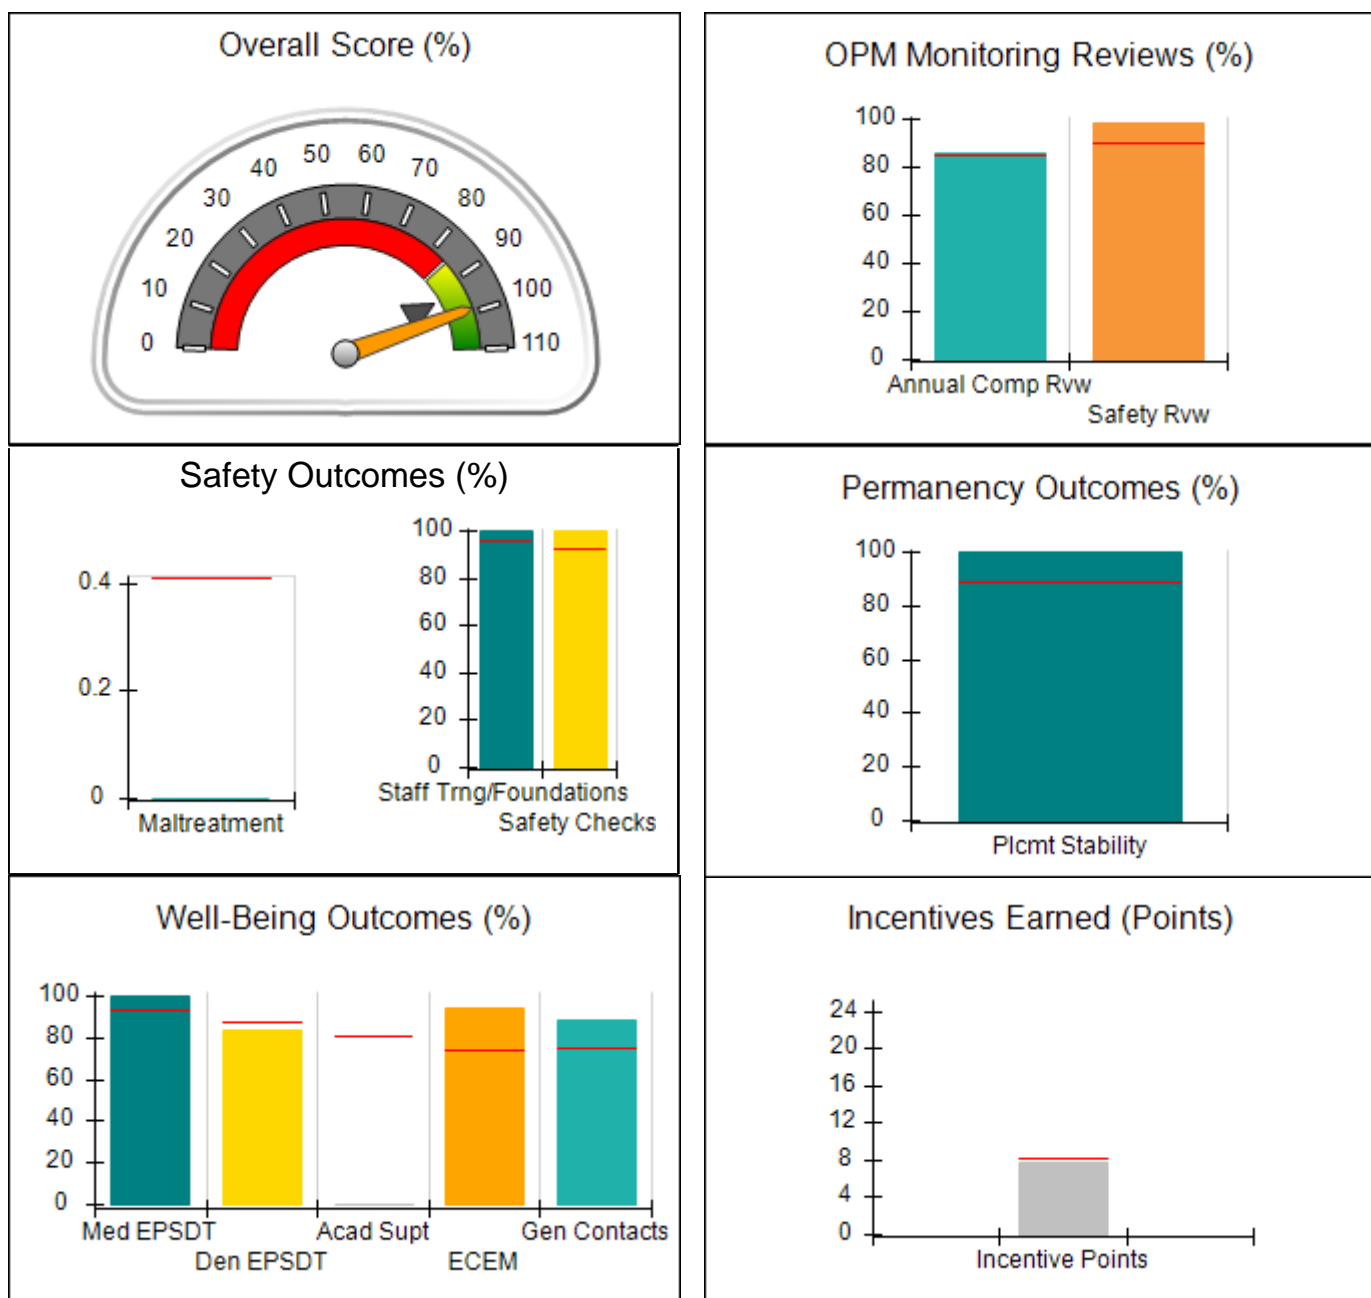 Overall Score (%)
0
10
20
30
40
50
60
70
80
90
100
110
OPM Monitoring Reviews (%)
100
80
60
40
20
0
Annual Comp Rvw
Safety Rvw
Safety Outcomes (%)
0.4
0.2
0
Maltreatment
100
80
60
40
20
0
Staff Trng/Foundations
Safety Checks
Permanency Outcomes (%)
100
80
60
40
20
0
Plcmt Stability
Well-Being Outcomes (%)
100
80
60
40
20
0
Med EPSDT
Den EPSDT
Acad Supt
ECEM
Gen Contacts
Incentives Earned (Points)
24
20
16
12
8
4
0
Incentive Points